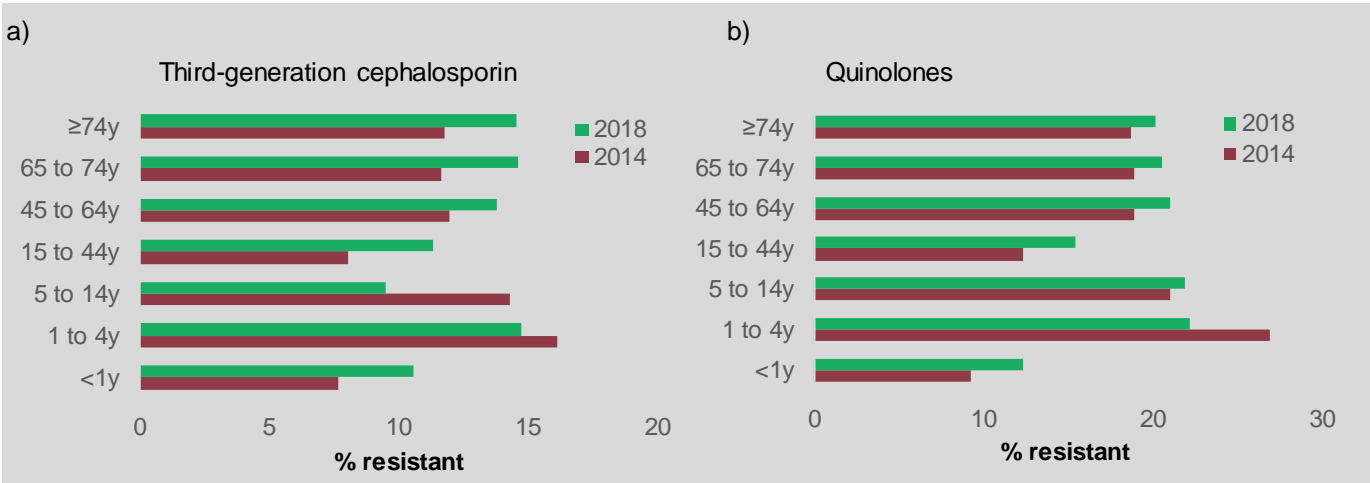 a)
Third-generation cephalosporin
≥74y
65 to 74y
45 to 64y
15 to 44y
5 to 14y
1 to 4y
<1y
2018
2014
0 5 10 15 20
% resistant
b)
Quinolones
≥74y
65 to 74y
45 to 64y
15 to 44y
5 to 14y
1 to 4y
<1y
2018
2014
0 10 20 30
% resistant